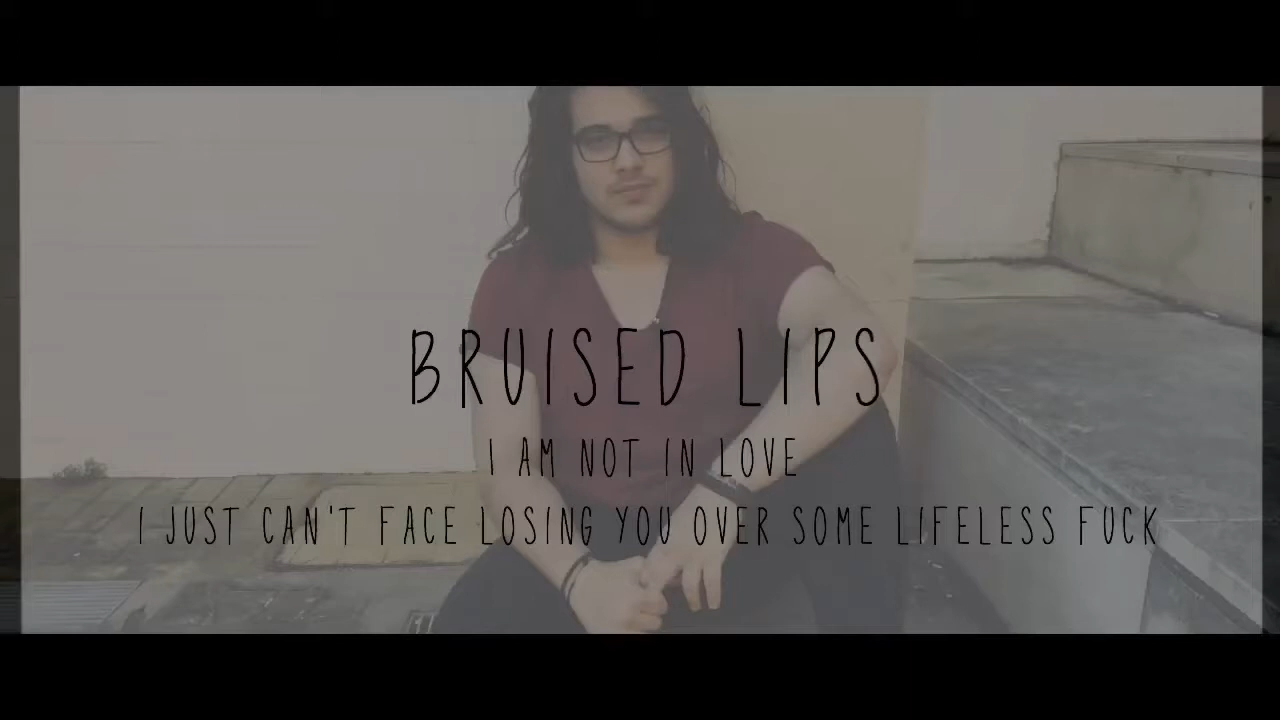 BRUISED LIPS
I AM NOT IN LOVE
I JUST CAN'T FACE LOSING YOU OVER SOME LIFELESS FUCK